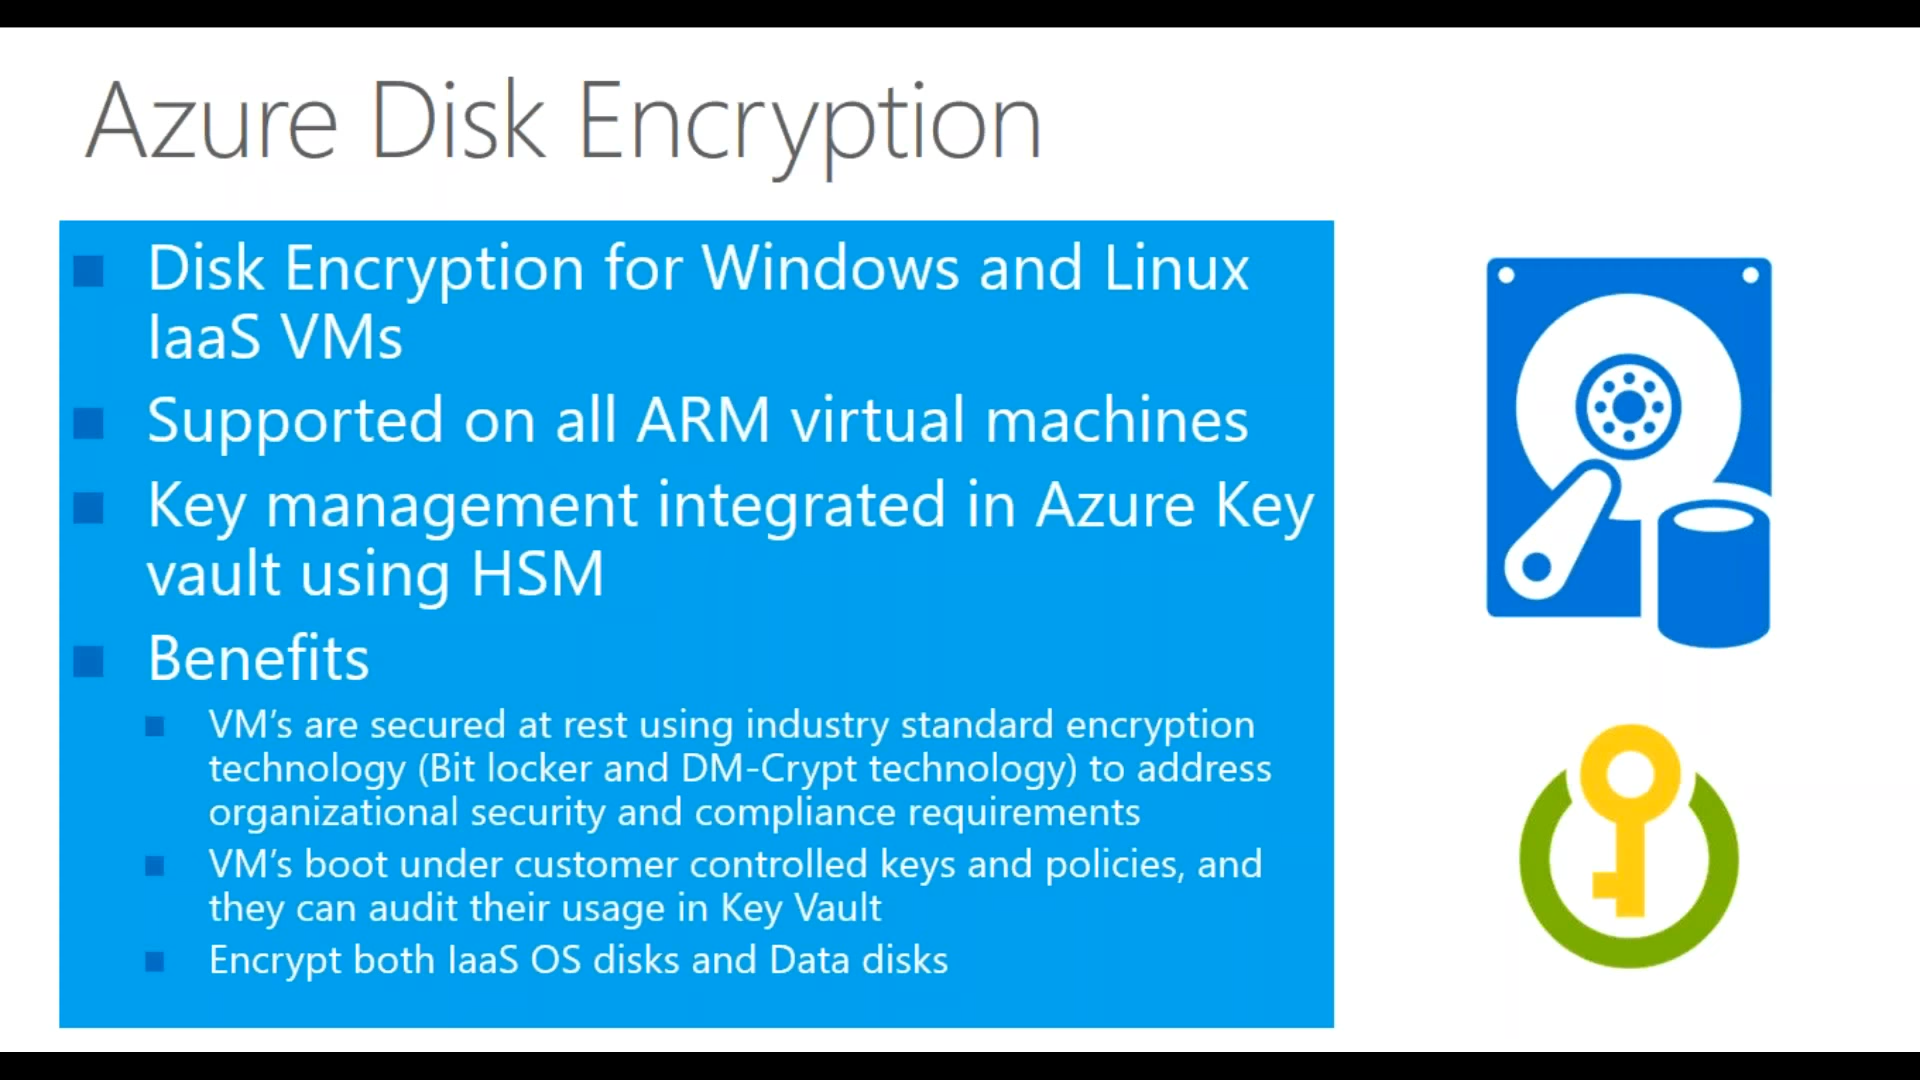 Azure Disk Encryption
Disk Encryption for Windows and Linux
IaaS VMs
Supported on all ARM virtual machines
Key management integrated in Azure Key
vault using HSM
Benefits
VM’s are secured at rest using industry standard encryption
technology (Bit locker and DM-Crypt technology) to address
organizational security and compliance requirements
VM’s boot under customer controlled keys and policies, and
they can audit their usage in Key Vault
Encrypt both IaaS OS disks and Data disks